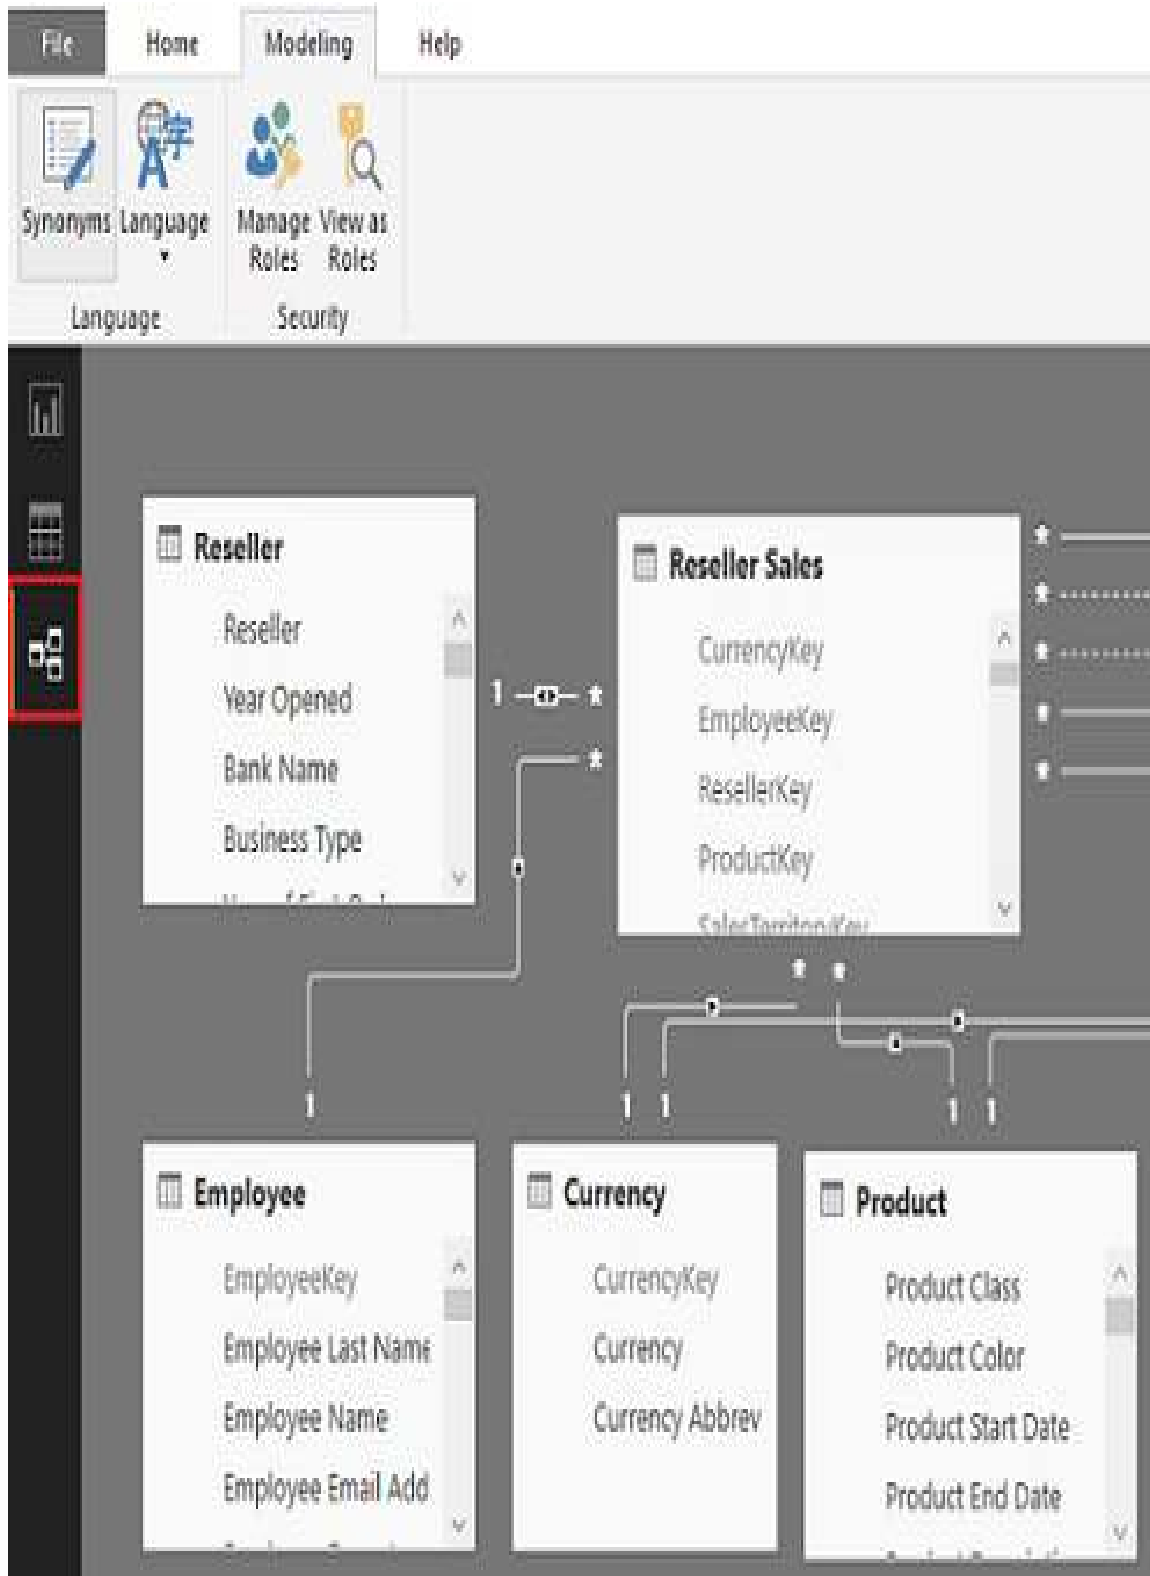 File Home Modeling Help
Synonyms Language Manage Roles View as Roles
Language Security
Reseller
Reseller
Year Opened
Bank Name
Business Type
Reseller Sales
CurrencyKey
EmployeeKey
ResellerKey
ProductKey
SalesTerritoryKey
1 *
*
*
*
*
*
*
* *
1
1 1
1 1
Employee
EmployeeKey
Employee Last Name
Employee Name
Employee Email Add
Currency
CurrencyKey
Currency
Currency Abbrev
Product
Product Class
Product Color
Product Start Date
Product End Date